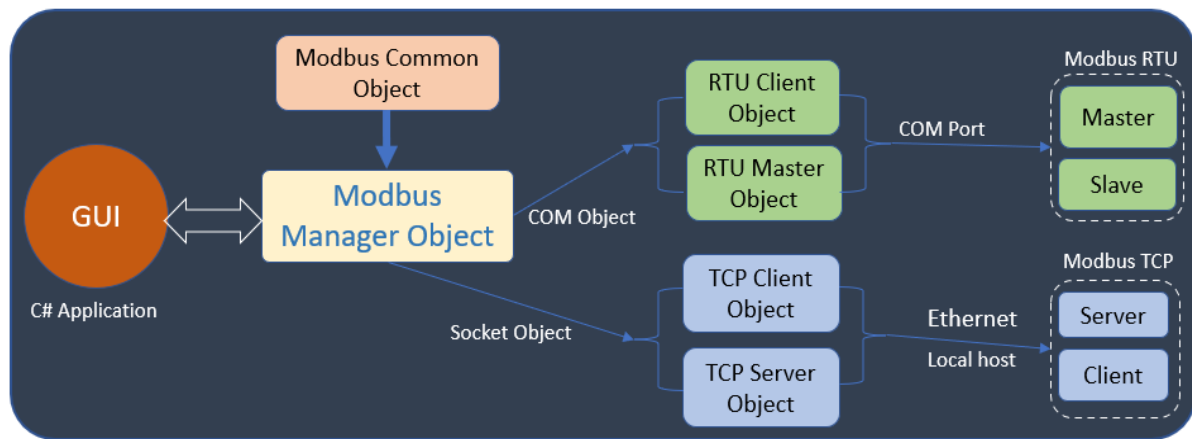 Modbus Common
Object
GUI
C# Application
Modbus
Manager Object
COM Object
Socket Object
RTU Client
Object
RTU Master
Object
TCP Client
Object
TCP Server
Object
COM Port
Ethernet
Local host
Modbus RTU
Master
Slave
Modbus TCP
Server
Client